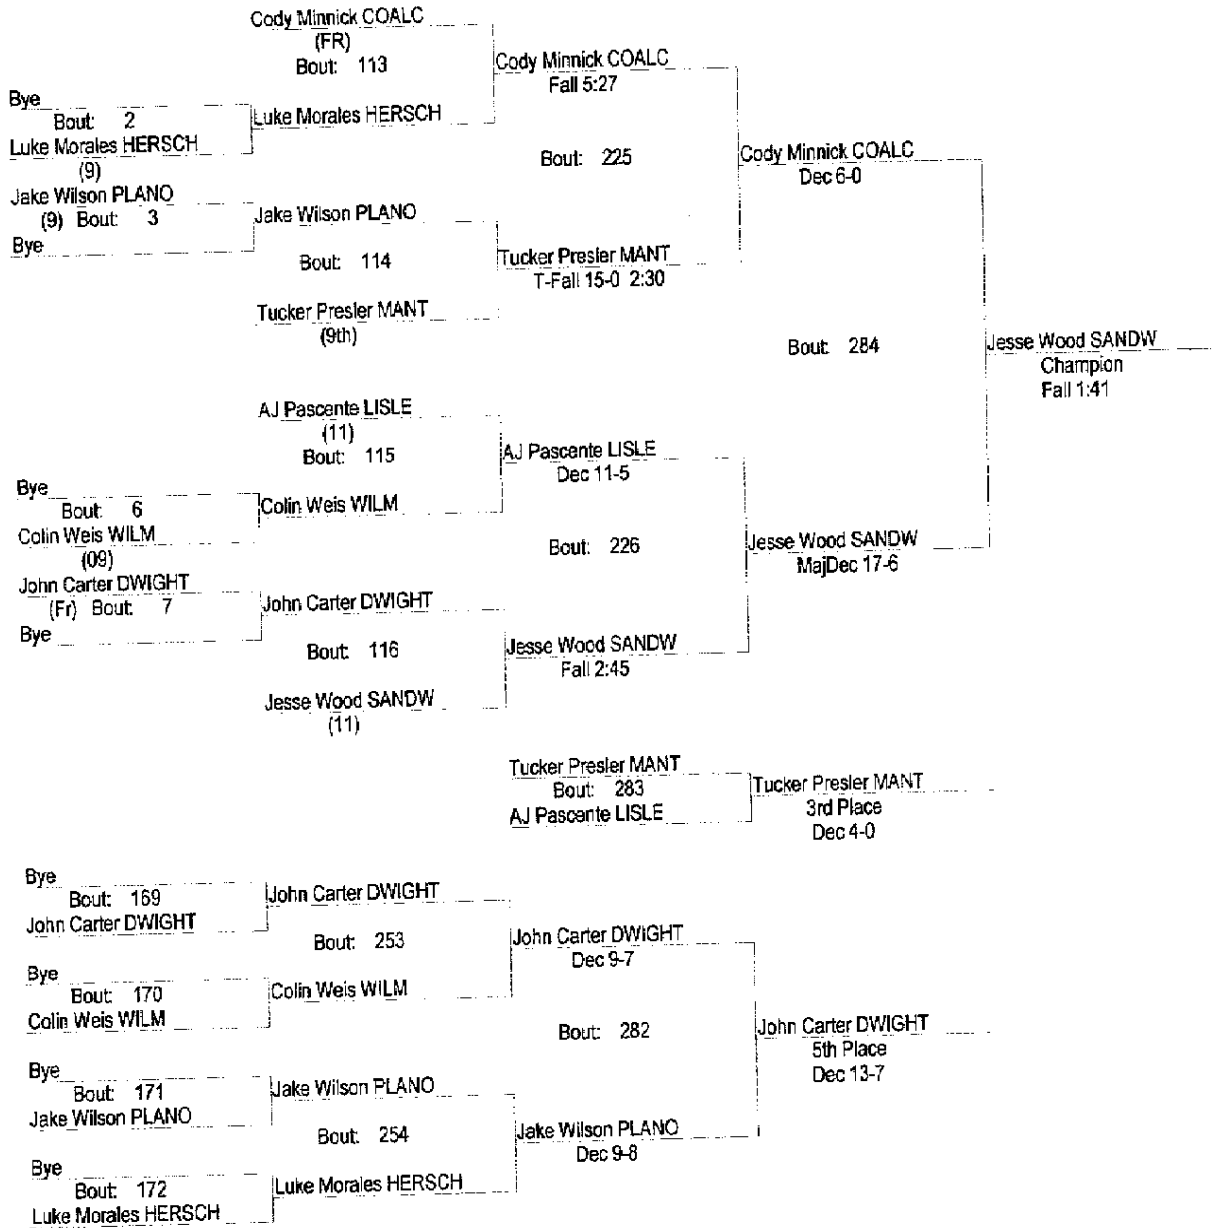 Cody Minnick COALC
(FR)
Bout: 113
Cody Minnick COALC
Fall 5:27
Bye
Bout: 2
Luke Morales HERSCH
Luke Morales HERSCH
(9)
Bout: 225
Cody Minnick COALC
Dec 6-0
Jake Wilson PLANO
(9) Bout: 3
Jake Wilson PLANO
Bye
Bout: 114
Tucker Presler MANT
T-Fall 15-0 2:30
Tucker Presler MANT
(9th)
Bout: 284
Jesse Wood SANDW
Champion
Fall 1:41
AJ Pascente LISLE
(11)
Bout: 115
AJ Pascente LISLE
Dec 11-5
Bye
Bout: 6
Colin Weis WILM
Colin Weis WILM
(09)
Bout: 226
Jesse Wood SANDW
MajDec 17-6
John Carter DWIGHT
(Fr) Bout: 7
John Carter DWIGHT
Bye
Bout: 116
Jesse Wood SANDW
Fall 2:45
Jesse Wood SANDW
(11)
Tucker Presler MANT
Bout: 283
AJ Pascente LISLE
Tucker Presler MANT
3rd Place
Dec 4-0
Bye
Bout: 169
John Carter DWIGHT
John Carter DWIGHT
Bout: 253
John Carter DWIGHT
Dec 9-7
Bye
Bout: 170
Colin Weis WILM
Colin Weis WILM
Bout: 282
John Carter DWIGHT
5th Place
Dec 13-7
Bye
Bout: 171
Jake Wilson PLANO
Jake Wilson PLANO
Bout: 254
Jake Wilson PLANO
Dec 9-8
Bye
Bout: 172
Luke Morales HERSCH
Luke Morales HERSCH